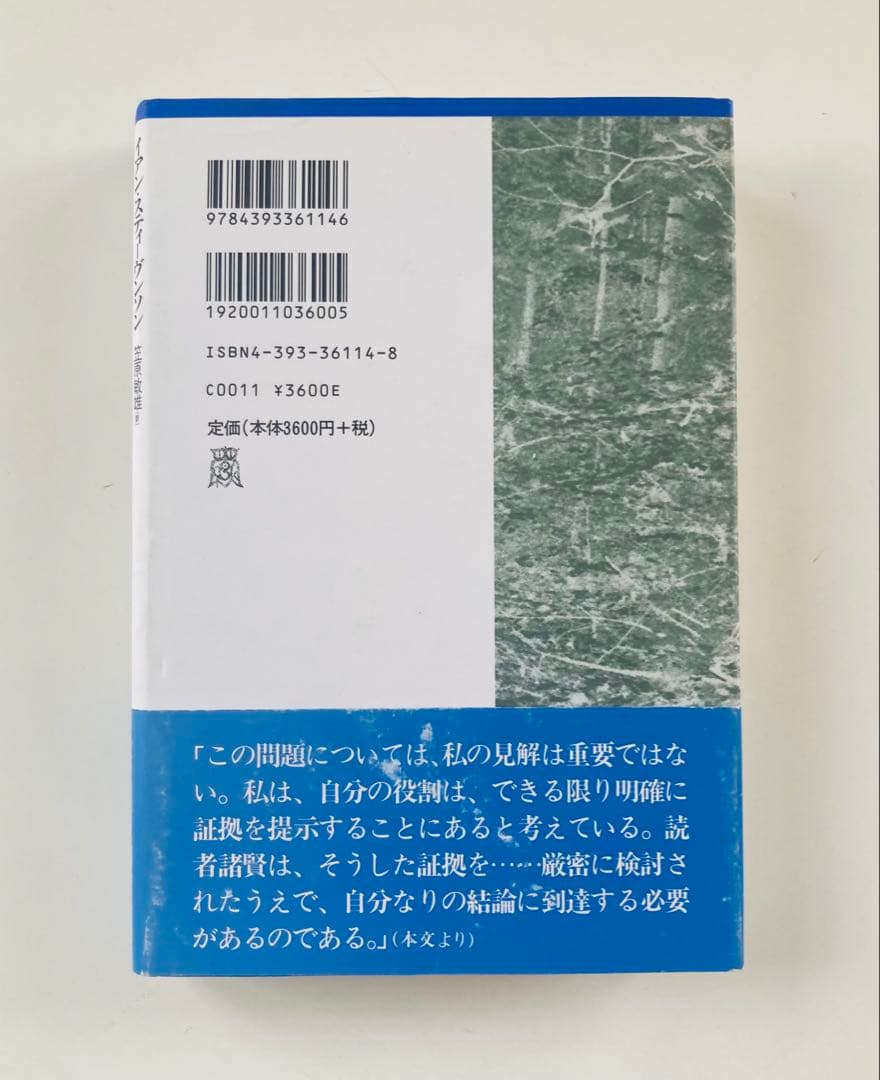 イアン・スティーヴンソン 笠原敏雄 訳
9784393361146
1920011036005
ISBN4-393-36114-8
C0011 ¥3600E
定価(本体3600円+税)
「この問題については、私の見解は重要ではな
い。私は、自分の役割は、できる限り明確に
証拠を提示することにあると考えている。読
者諸賢は、そうした証拠を……厳密に検討さ
れたうえで、自分なりの結論に到達する必要
があるのである。」(本文より)